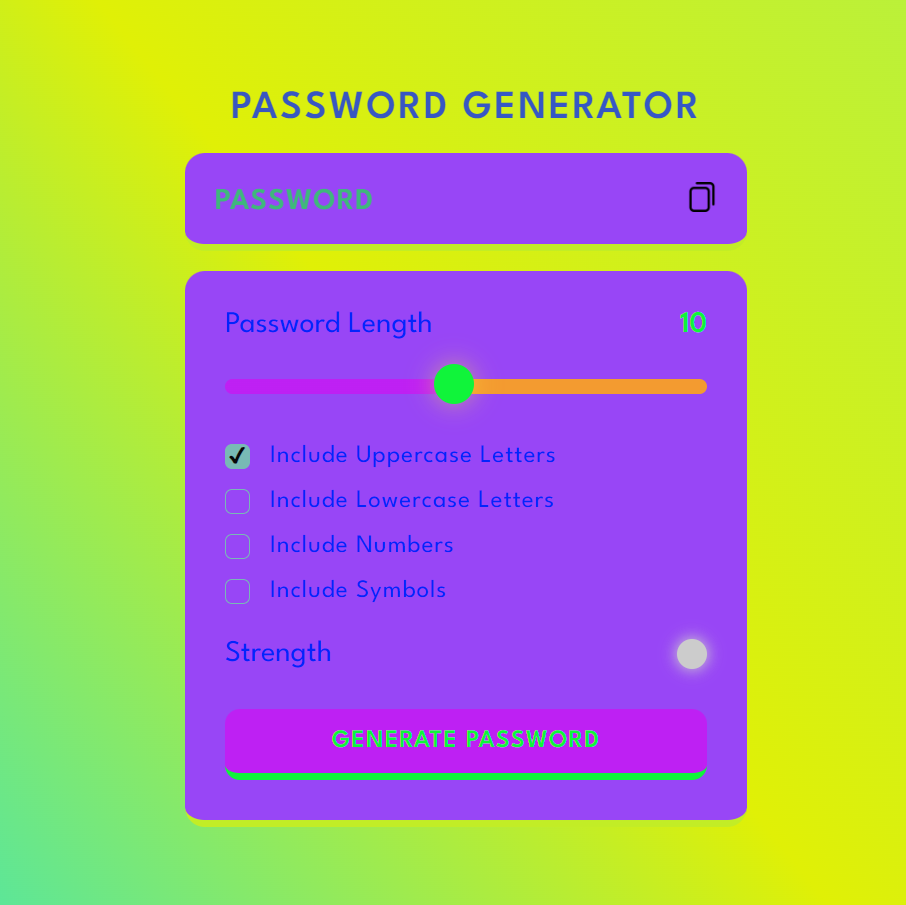 PASSWORD GENERATOR
PASSWORD
Password Length 10
Include Uppercase Letters
Include Lowercase Letters
Include Numbers
Include Symbols
Strength
GENERATE PASSWORD